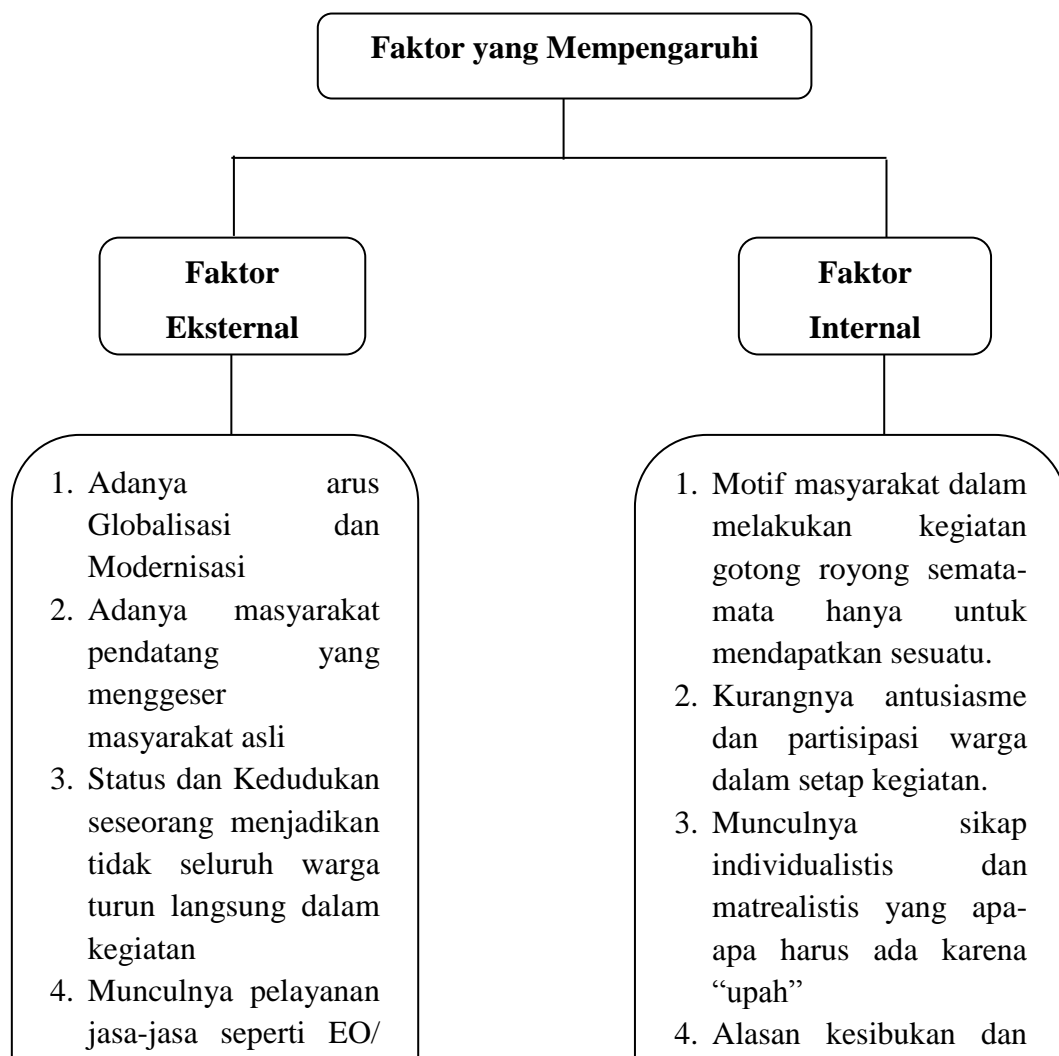 Faktor yang Mempengaruhi
Faktor
Eksternal
1. Adanya arus
Globalisasi dan
Modernisasi
2. Adanya masyarakat
pendatang yang
menggeser
masyarakat asli
3. Status dan Kedudukan
seseorang menjadikan
tidak seluruh warga
turun langsung dalam
kegiatan
4. Munculnya pelayanan
jasa-jasa seperti EO/
Faktor
Internal
1. Motif masyarakat dalam
melakukan kegiatan
gotong royong semata-
mata hanya untuk
mendapatkan sesuatu.
2. Kurangnya antusiasme
dan partisipasi warga
dalam setap kegiatan.
3. Munculnya sikap
individualistis dan
matrealistis yang apa-
apa harus ada karena
“upah”
4. Alasan kesibukan dan